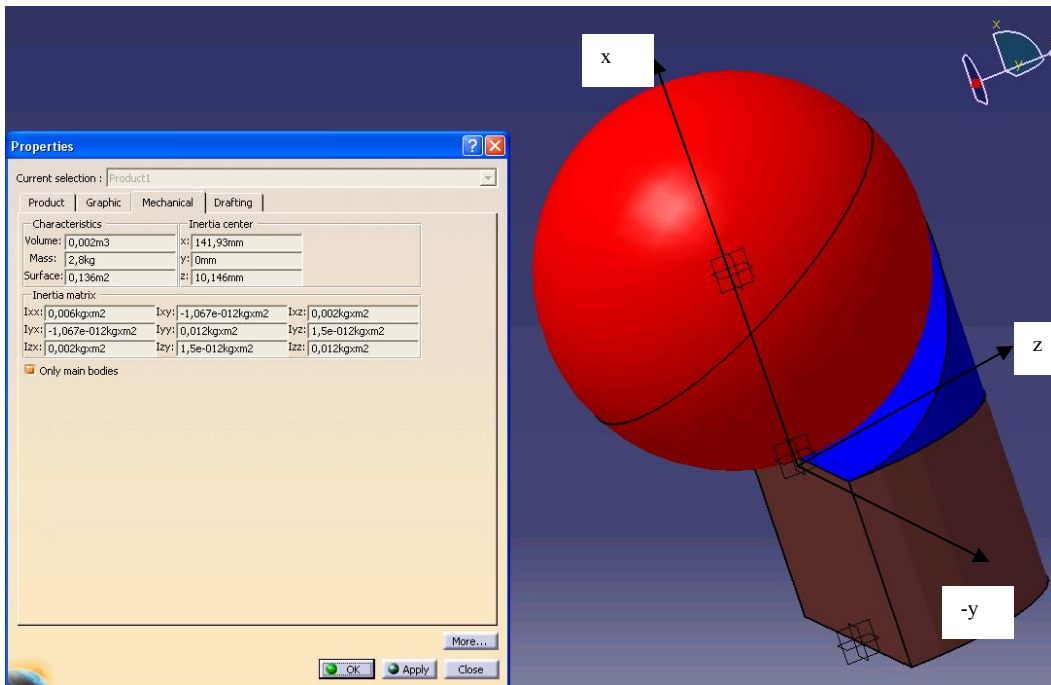 Properties
Current selection : Product1
Product Graphic Mechanical Drafting
Characteristics Inertia center
Volume: 0,002m3 x: 141,93mm
Mass: 2,8kg y: 0mm
Surface: 0,136m2 z: 10,146mm
Inertia matrix
Ixx: 0,006kgxm2 Ixy: -1,067e-012kgxm2 Ixz: 0,002kgxm2
Iyx: -1,067e-012kgxm2 Iyy: 0,012kgxm2 Iyz: 1,5e-012kgxm2
Izx: 0,002kgxm2 Izy: 1,5e-012kgxm2 Izz: 0,012kgxm2
Only main bodies
More...
OK Apply Close
x
x
y
z
-y